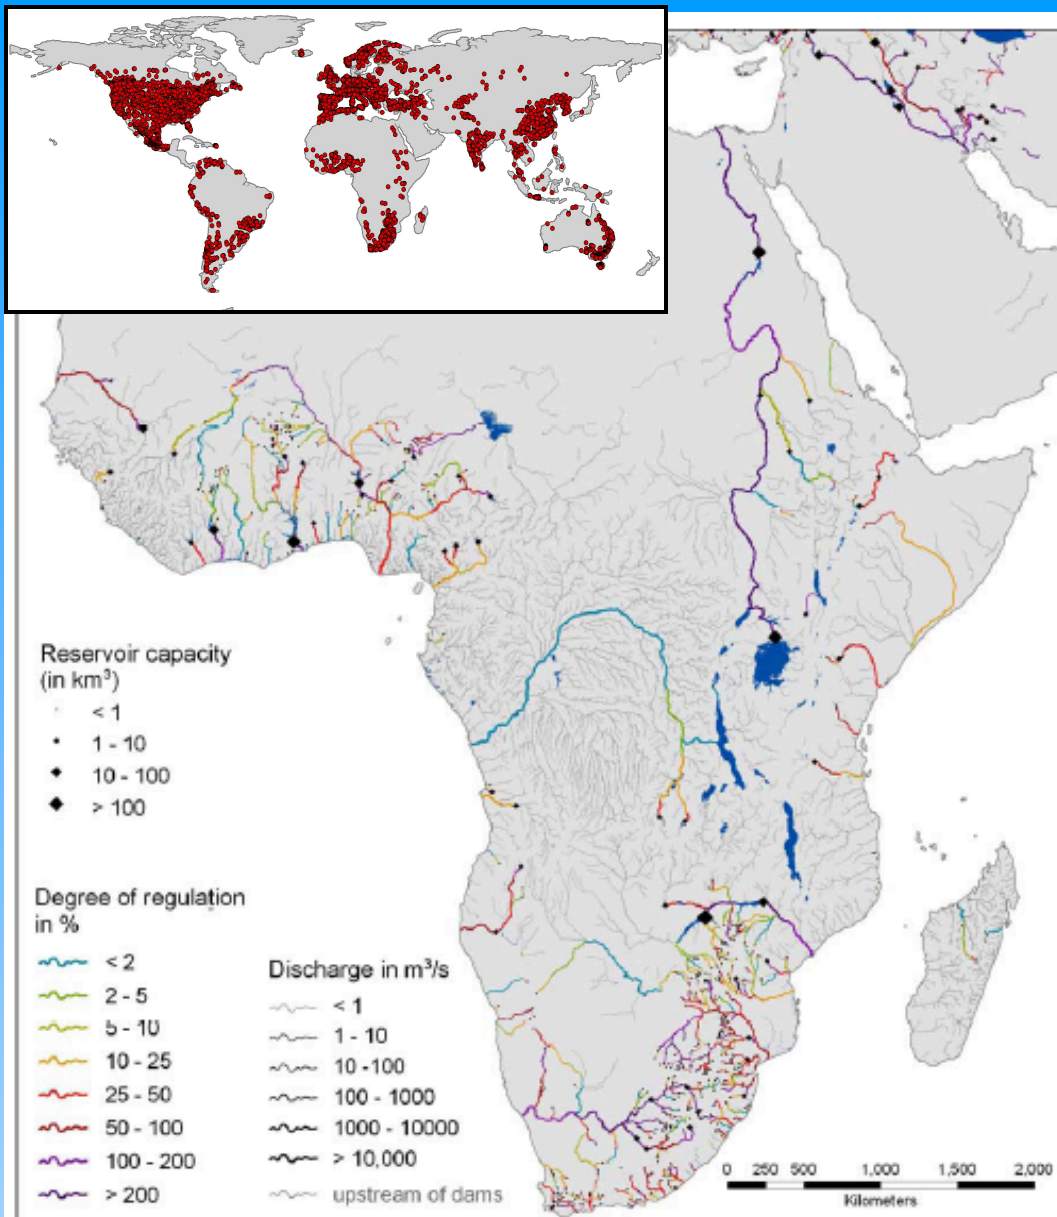 Reservoir capacity
(in km³)
< 1
1 - 10
10 - 100
> 100
Degree of regulation
in %
< 2
2 - 5
5 - 10
10 - 25
25 - 50
50 - 100
100 - 200
> 200
Discharge in m³/s
< 1
1 - 10
10 -100
100 - 1000
1000 - 10000
> 10,000
upstream of dams
0 250 500 1,000 1,500 2,000
Kilometers